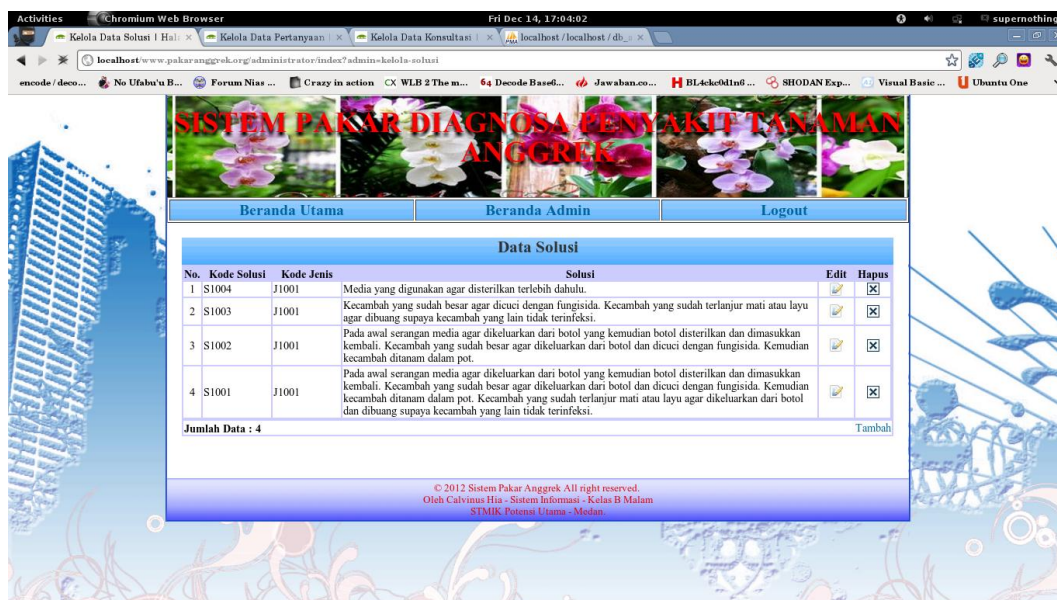 Activities Chromium Web Browser Fri Dec 14, 17:04:02 supernothing
Kelola Data Solusi | Hal Kelola Data Pertanyaan | Kelola Data Konsultasi | localhost / localhost / db_
localhost/www.pakaranggrek.org/administrator/index?admin=kelola-solusi
encode / deco... No Ufabu'u B... Forum Nias ... Crazy in action CX WLB 2 The m... 64 Decode Base6... Jawaban.co... BL4ckc0d1n6 ... SHODAN Exp... Visual Basic ... Ubuntu One
SISTEM PAKAR DIAGNOSA PENYAKIT TANAMAN
ANGGREK
Beranda Utama Beranda Admin Logout
Data Solusi
No. Kode Solusi Kode Jenis Solusi Edit Hapus
1 S1004 J1001 Media yang digunakan agar disterilkan terlebih dahulu.
2 S1003 J1001 Kecambah yang sudah besar agar dicuci dengan fungisida. Kecambah yang sudah terlanjur mati atau layu
agar dibuang supaya kecambah yang lain tidak terinfeksi.
3 S1002 J1001 Pada awal serangan media agar dikeluarkan dari botol yang kemudian botol disterilkan dan dimasukkan
kembali. Kecambah yang sudah besar agar dikeluarkan dari botol dan dicuci dengan fungisida. Kemudian
kecambah ditanam dalam pot.
4 S1001 J1001 Pada awal serangan media agar dikeluarkan dari botol yang kemudian botol disterilkan dan dimasukkan
kembali. Kecambah yang sudah besar agar dikeluarkan dari botol dan dicuci dengan fungisida. Kemudian
kecambah ditanam dalam pot. Kecambah yang sudah terlanjur mati atau layu agar dikeluarkan dari botol
dan dibuang supaya kecambah yang lain tidak terinfeksi.
Jumlah Data : 4 Tambah
© 2012 Sistem Pakar Anggrek All right reserved.
Oleh Calvinus Hia - Sistem Informasi - Kelas B Malam
STMIK Potensi Utama - Medan.